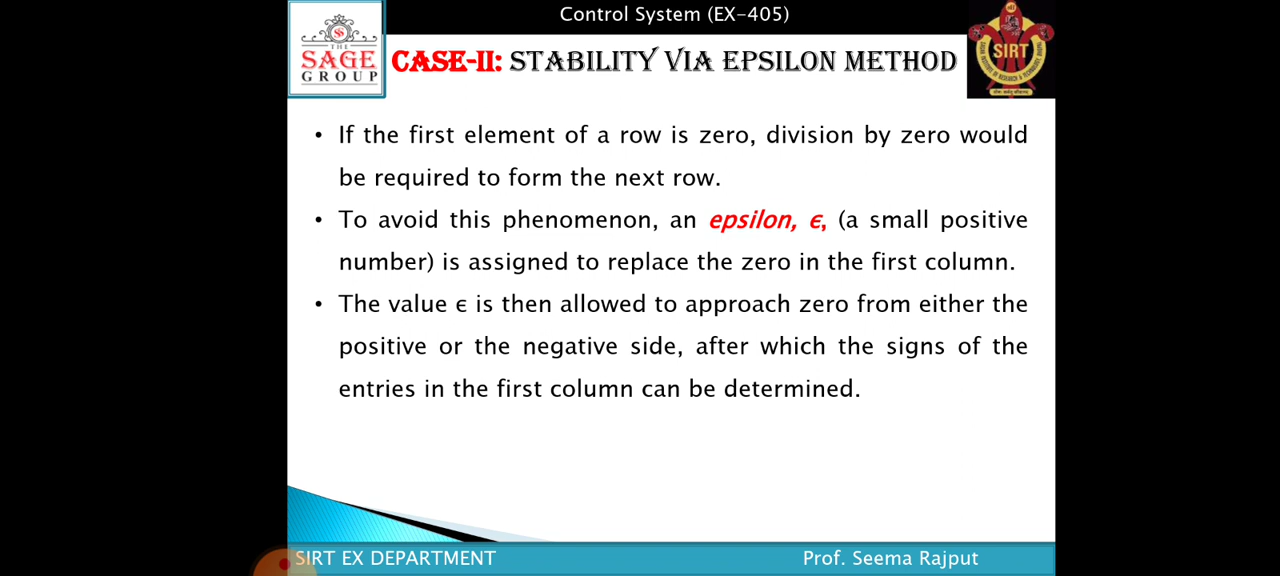 Control System (EX-405)
THE
SAGE
GROUP
CASE-II: STABILITY VIA EPSILON METHOD
SIRT
• If the first element of a row is zero, division by zero would
be required to form the next row.
• To avoid this phenomenon, an epsilon, ϵ, (a small positive
number) is assigned to replace the zero in the first column.
• The value ϵ is then allowed to approach zero from either the
positive or the negative side, after which the signs of the
entries in the first column can be determined.
SIRT EX DEPARTMENT
Prof. Seema Rajput